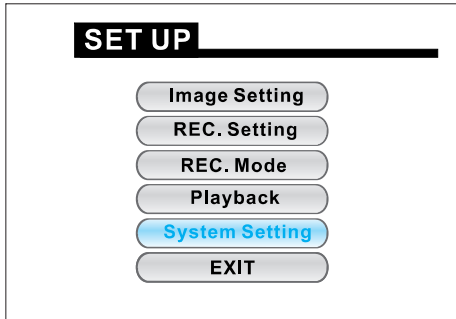 SET UP
Image Setting
REC. Setting
REC. Mode
Playback
System Setting
EXIT